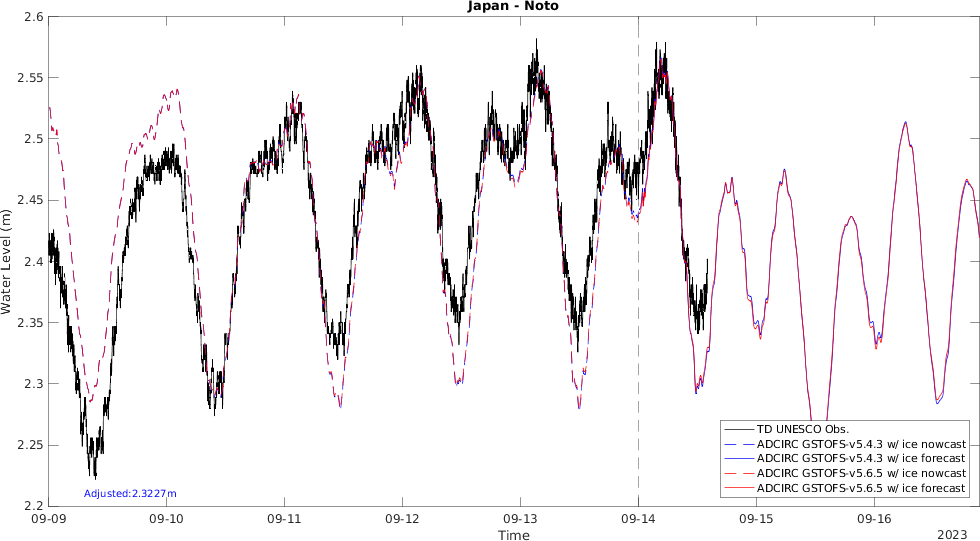 Japan - Noto
2.6
2.55
2.5
2.45
2.4
2.35
2.3
2.25
2.2
Water Level (m)
Adjusted:2.3227m
TD UNESCO Obs.
ADCIRC GSTOFS-v5.4.3 w/ ice nowcast
ADCIRC GSTOFS-v5.4.3 w/ ice forecast
ADCIRC GSTOFS-v5.6.5 w/ ice nowcast
ADCIRC GSTOFS-v5.6.5 w/ ice forecast
09-09 09-10 09-11 09-12 09-13 09-14 09-15 09-16
Time
2023